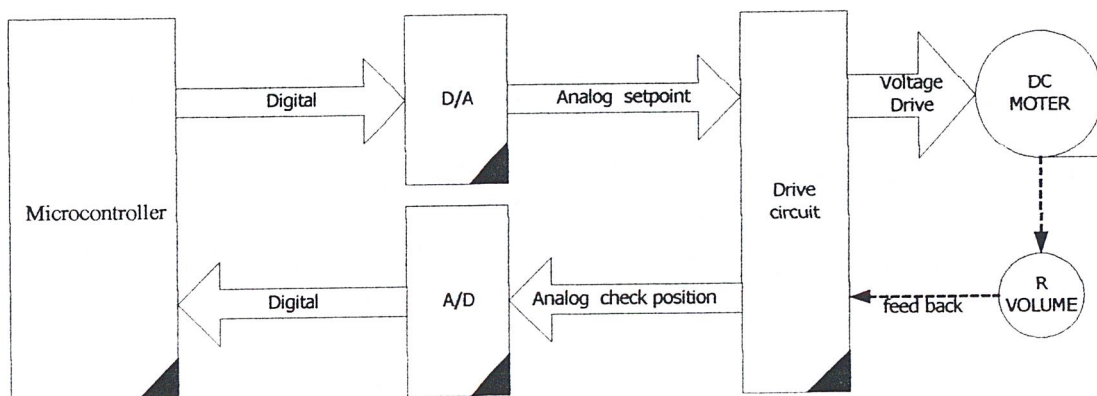 Microcontroller
Digital
D/A
Analog setpoint
Drive
circuit
Voltage
Drive
DC
MOTER
Digital
A/D
Analog check position
feed back
R
VOLUME